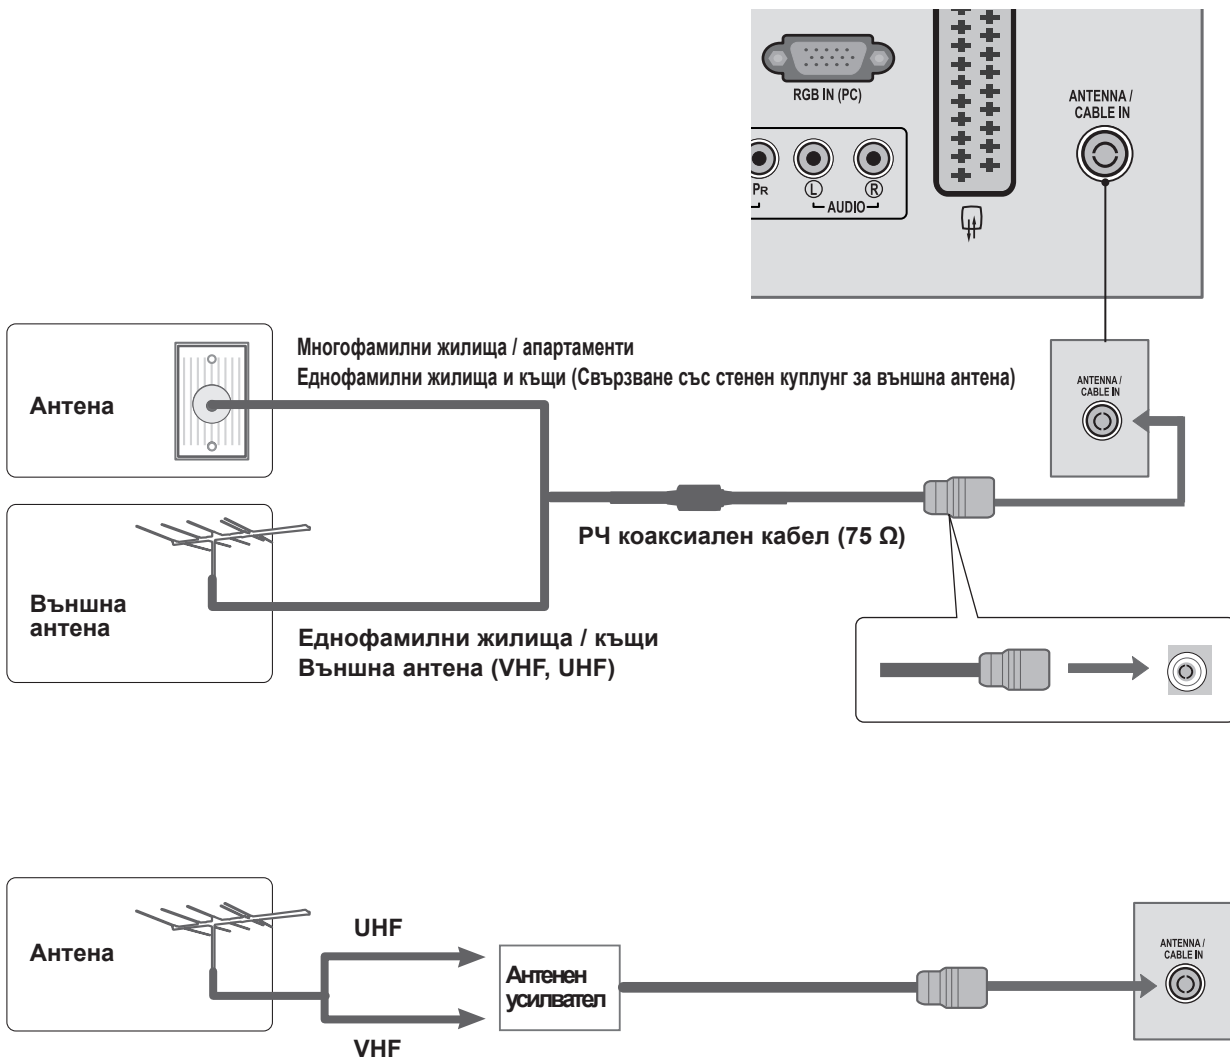 RGB IN (PC)
ANTENNA /
CABLE IN
PR
L
R
AUDIO
Антена
Многофамилни жилища / апартаменти
Еднофамилни жилища и къщи (Свързване със стенен куплунг за външна антена)
ANTENNA /
CABLE IN
РЧ коаксиален кабел (75 Ω)
Външна
антена
Еднофамилни жилища / къщи
Външна антена (VHF, UHF)
Антена
UHF
VHF
Антенен
усилвател
ANTENNA /
CABLE IN